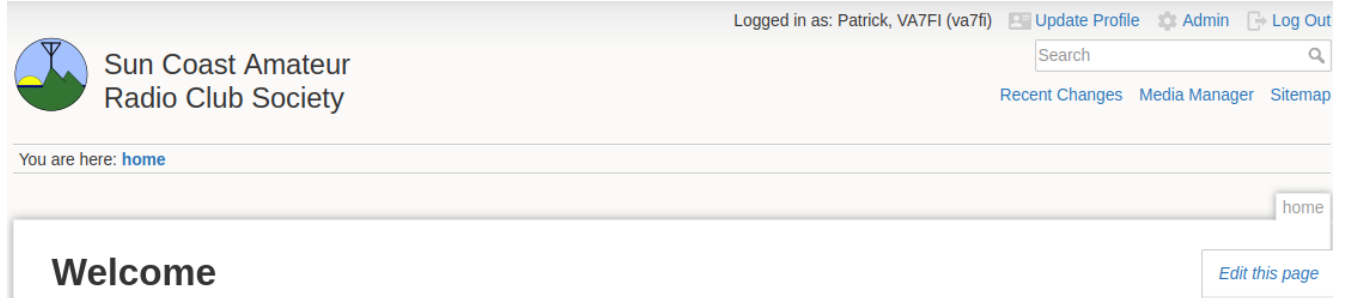 Logged in as: Patrick, VA7FI (va7fi) Update Profile Admin Log Out
Search
Sun Coast Amateur
Radio Club Society
Recent Changes Media Manager Sitemap
You are here: home
home
Welcome
Edit this page